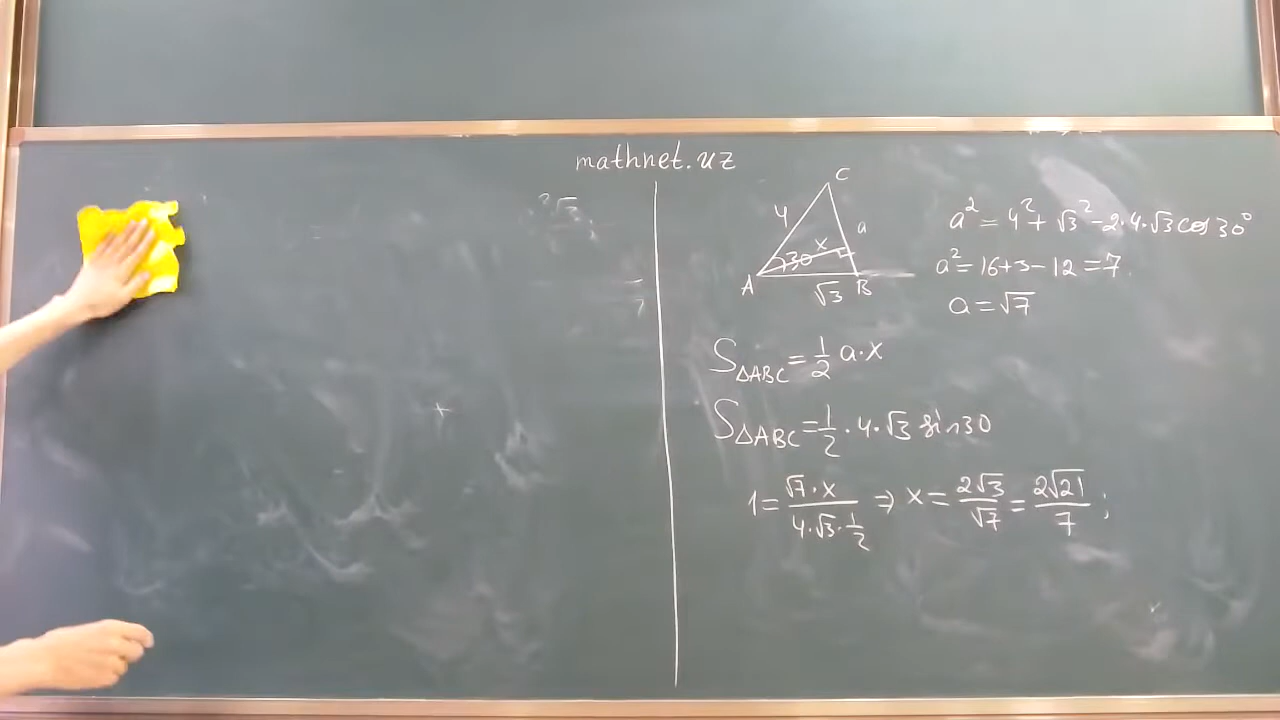 mathnet.uz
C
4
a
x
30°
A
√3
B
a² = 4² + √3² - 2·4·√3 cos 30°
a² = 16+3-12 = 7
a = √7
S△ABC = 1/2 a·x
S△ABC = 1/2 · 4·√3 sin30
1 = √7·x / 4·√3·1/2 ⇒ x = 2√3/√7 = 2√21/7 ;